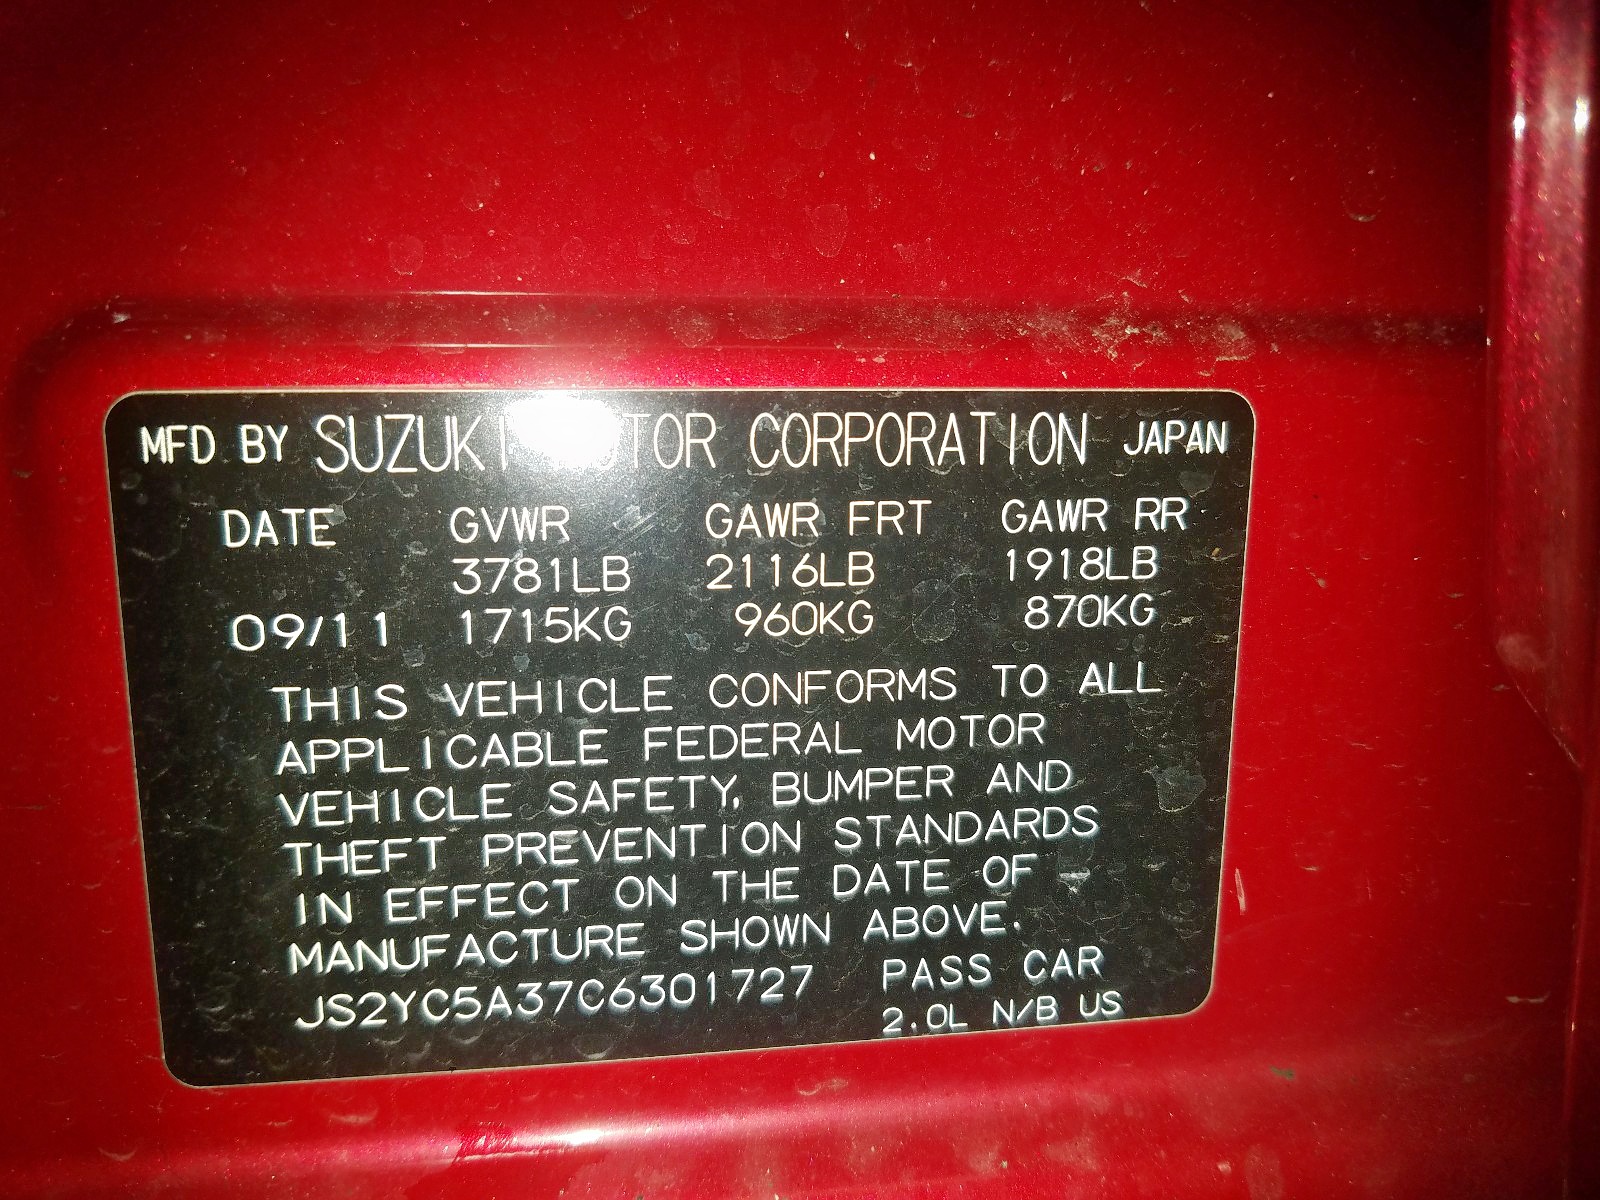 MFD BY SUZUKI MOTOR CORPORATION JAPAN
DATE GVWR GAWR FRT GAWR RR
3781LB 2116LB 1918LB
09/11 1715KG 960KG 870KG
THIS VEHICLE CONFORMS TO ALL
APPLICABLE FEDERAL MOTOR
VEHICLE SAFETY, BUMPER AND
THEFT PREVENTION STANDARDS
IN EFFECT ON THE DATE OF
MANUFACTURE SHOWN ABOVE.
JS2YC5A37C6301727 PASS CAR
2.0L N/B US